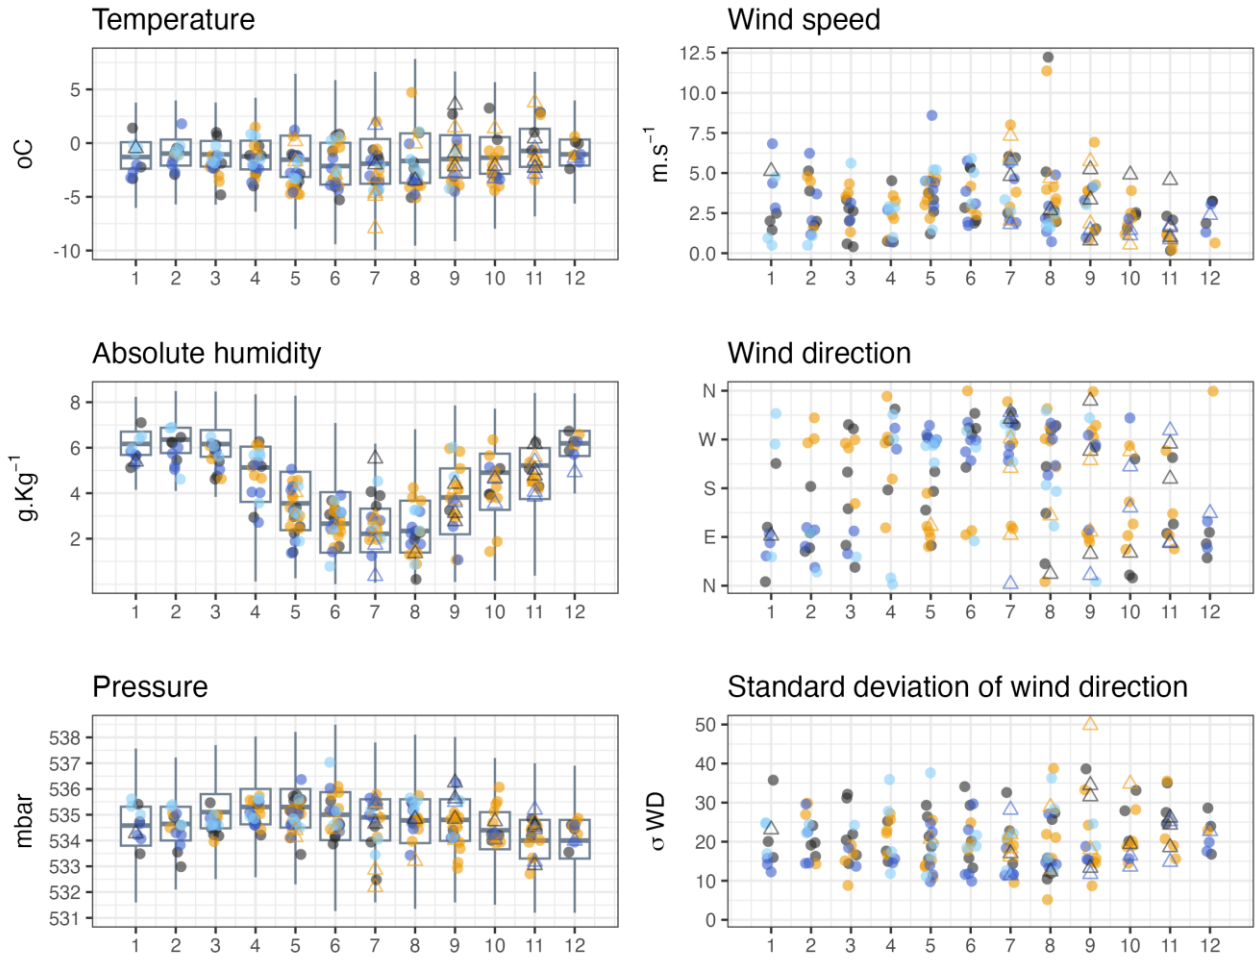 Temperature
oC
5
0
-5
-10
1 2 3 4 5 6 7 8 9 10 11 12
Wind speed
m.s⁻¹
12.5
10.0
7.5
5.0
2.5
0.0
1 2 3 4 5 6 7 8 9 10 11 12
Absolute humidity
g.Kg⁻¹
8
6
4
2
1 2 3 4 5 6 7 8 9 10 11 12
Wind direction
N
W
S
E
N
1 2 3 4 5 6 7 8 9 10 11 12
Pressure
mbar
538
537
536
535
534
533
532
531
1 2 3 4 5 6 7 8 9 10 11 12
Standard deviation of wind direction
σ WD
50
40
30
20
10
0
1 2 3 4 5 6 7 8 9 10 11 12